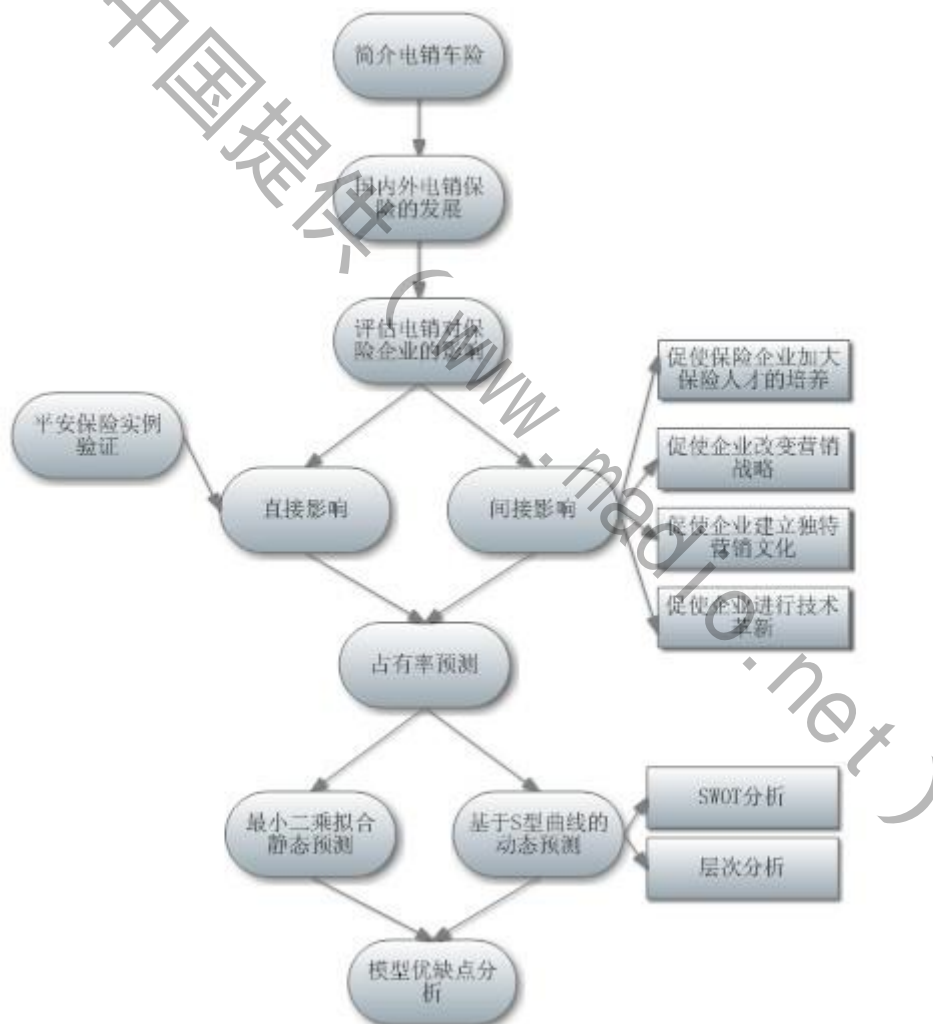 简介电销车险
国内外电销保
险的发展
评估电销对保
险企业的影响
促使保险企业加大
保险人才的培养
平安保险实例
验证
促使企业改变营销
战略
直接影响
间接影响
促使企业建立独特
营销文化
促使企业进行技术
革新
占有率预测
SWOT分析
最小二乘拟合
静态预测
基于S型曲线的
动态预测
层次分析
模型优缺点分
析
中国提供（www.madio.net）